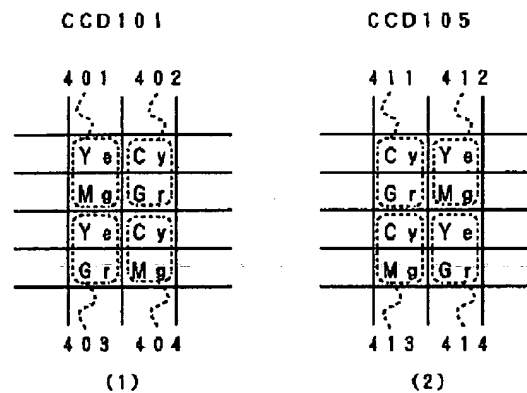 CCD101 CCD105
401 402 411 412
Ye Cy Cy Ye
Mg Gr Gr Mg
Ye Cy Cy Ye
Gr Mg Mg Gr
403 404 413 414
(1) (2)